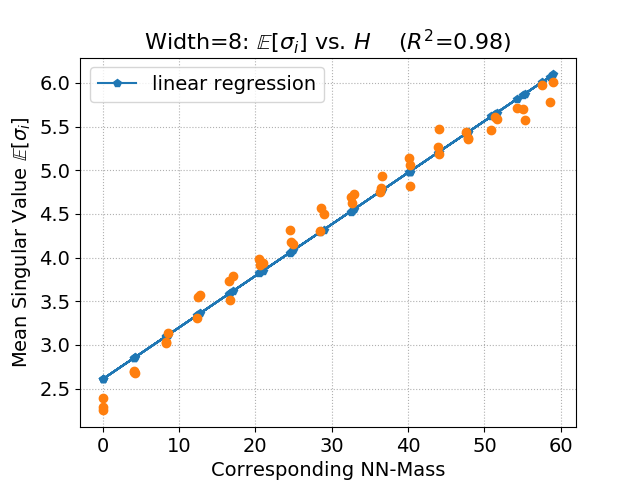 Width=8: 𝔼[σᵢ] vs. H (R²=0.98)
linear regression
Mean Singular Value 𝔼[σᵢ]
6.0
5.5
5.0
4.5
4.0
3.5
3.0
2.5
0 10 20 30 40 50 60
Corresponding NN-Mass